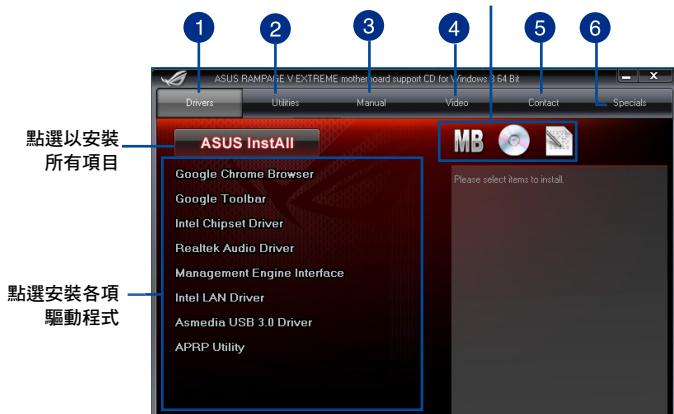 1 2 3 4 5 6
ASUS RAMPAGE V EXTREME motherboard support CD for Windows 8 64 Bit
Drivers Utilities Manual Video Contact Specials
點選以安裝
所有項目
ASUS InstAll
MB
Please select items to install.
Google Chrome Browser
Google Toolbar
Intel Chipset Driver
Realtek Audio Driver
Management Engine Interface
點選安裝各項
驅動程式
Intel LAN Driver
Asmedia USB 3.0 Driver
APRP Utility